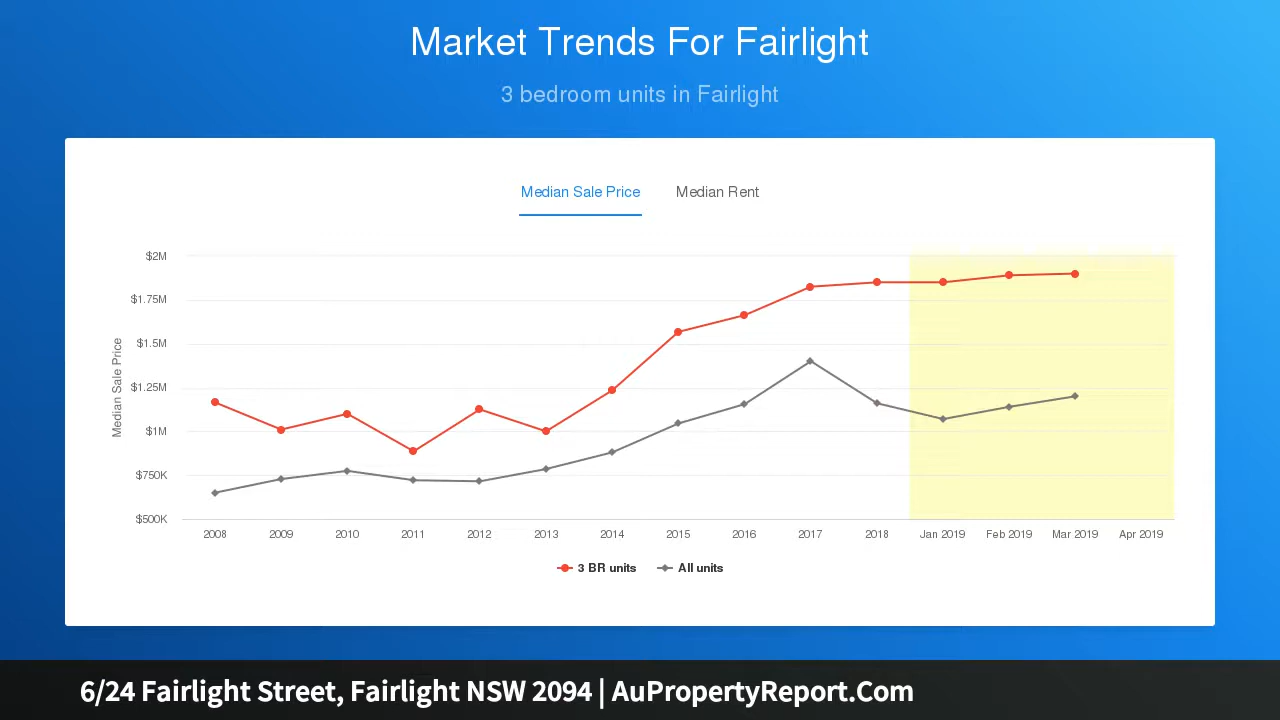 Market Trends For Fairlight
3 bedroom units in Fairlight
Median Sale Price Median Rent
$2M
$1.75M
$1.5M
$1.25M
$1M
$750K
$500K
Median Sale Price
2008 2009 2010 2011 2012 2013 2014 2015 2016 2017 2018 Jan 2019 Feb 2019 Mar 2019 Apr 2019
3 BR units All units
6/24 Fairlight Street, Fairlight NSW 2094 | AuPropertyReport.Com